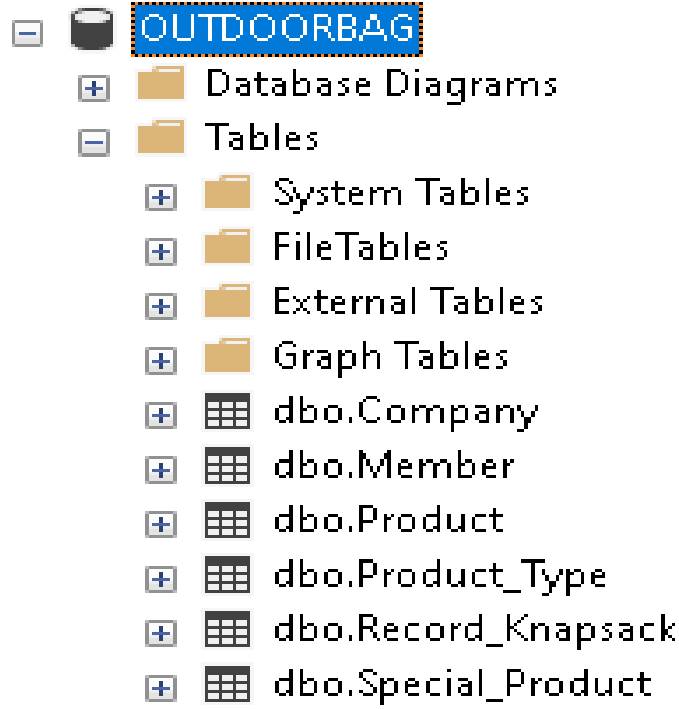 OUTDOORBAG
Database Diagrams
Tables
System Tables
FileTables
External Tables
Graph Tables
dbo.Company
dbo.Member
dbo.Product
dbo.Product_Type
dbo.Record_Knapsack
dbo.Special_Product